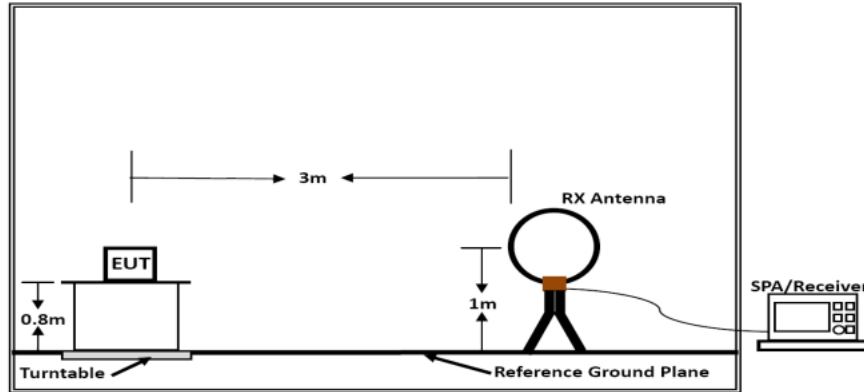 3m
RX Antenna
EUT
SPA/Receiver
1m
0.8m
Turntable
Reference Ground Plane